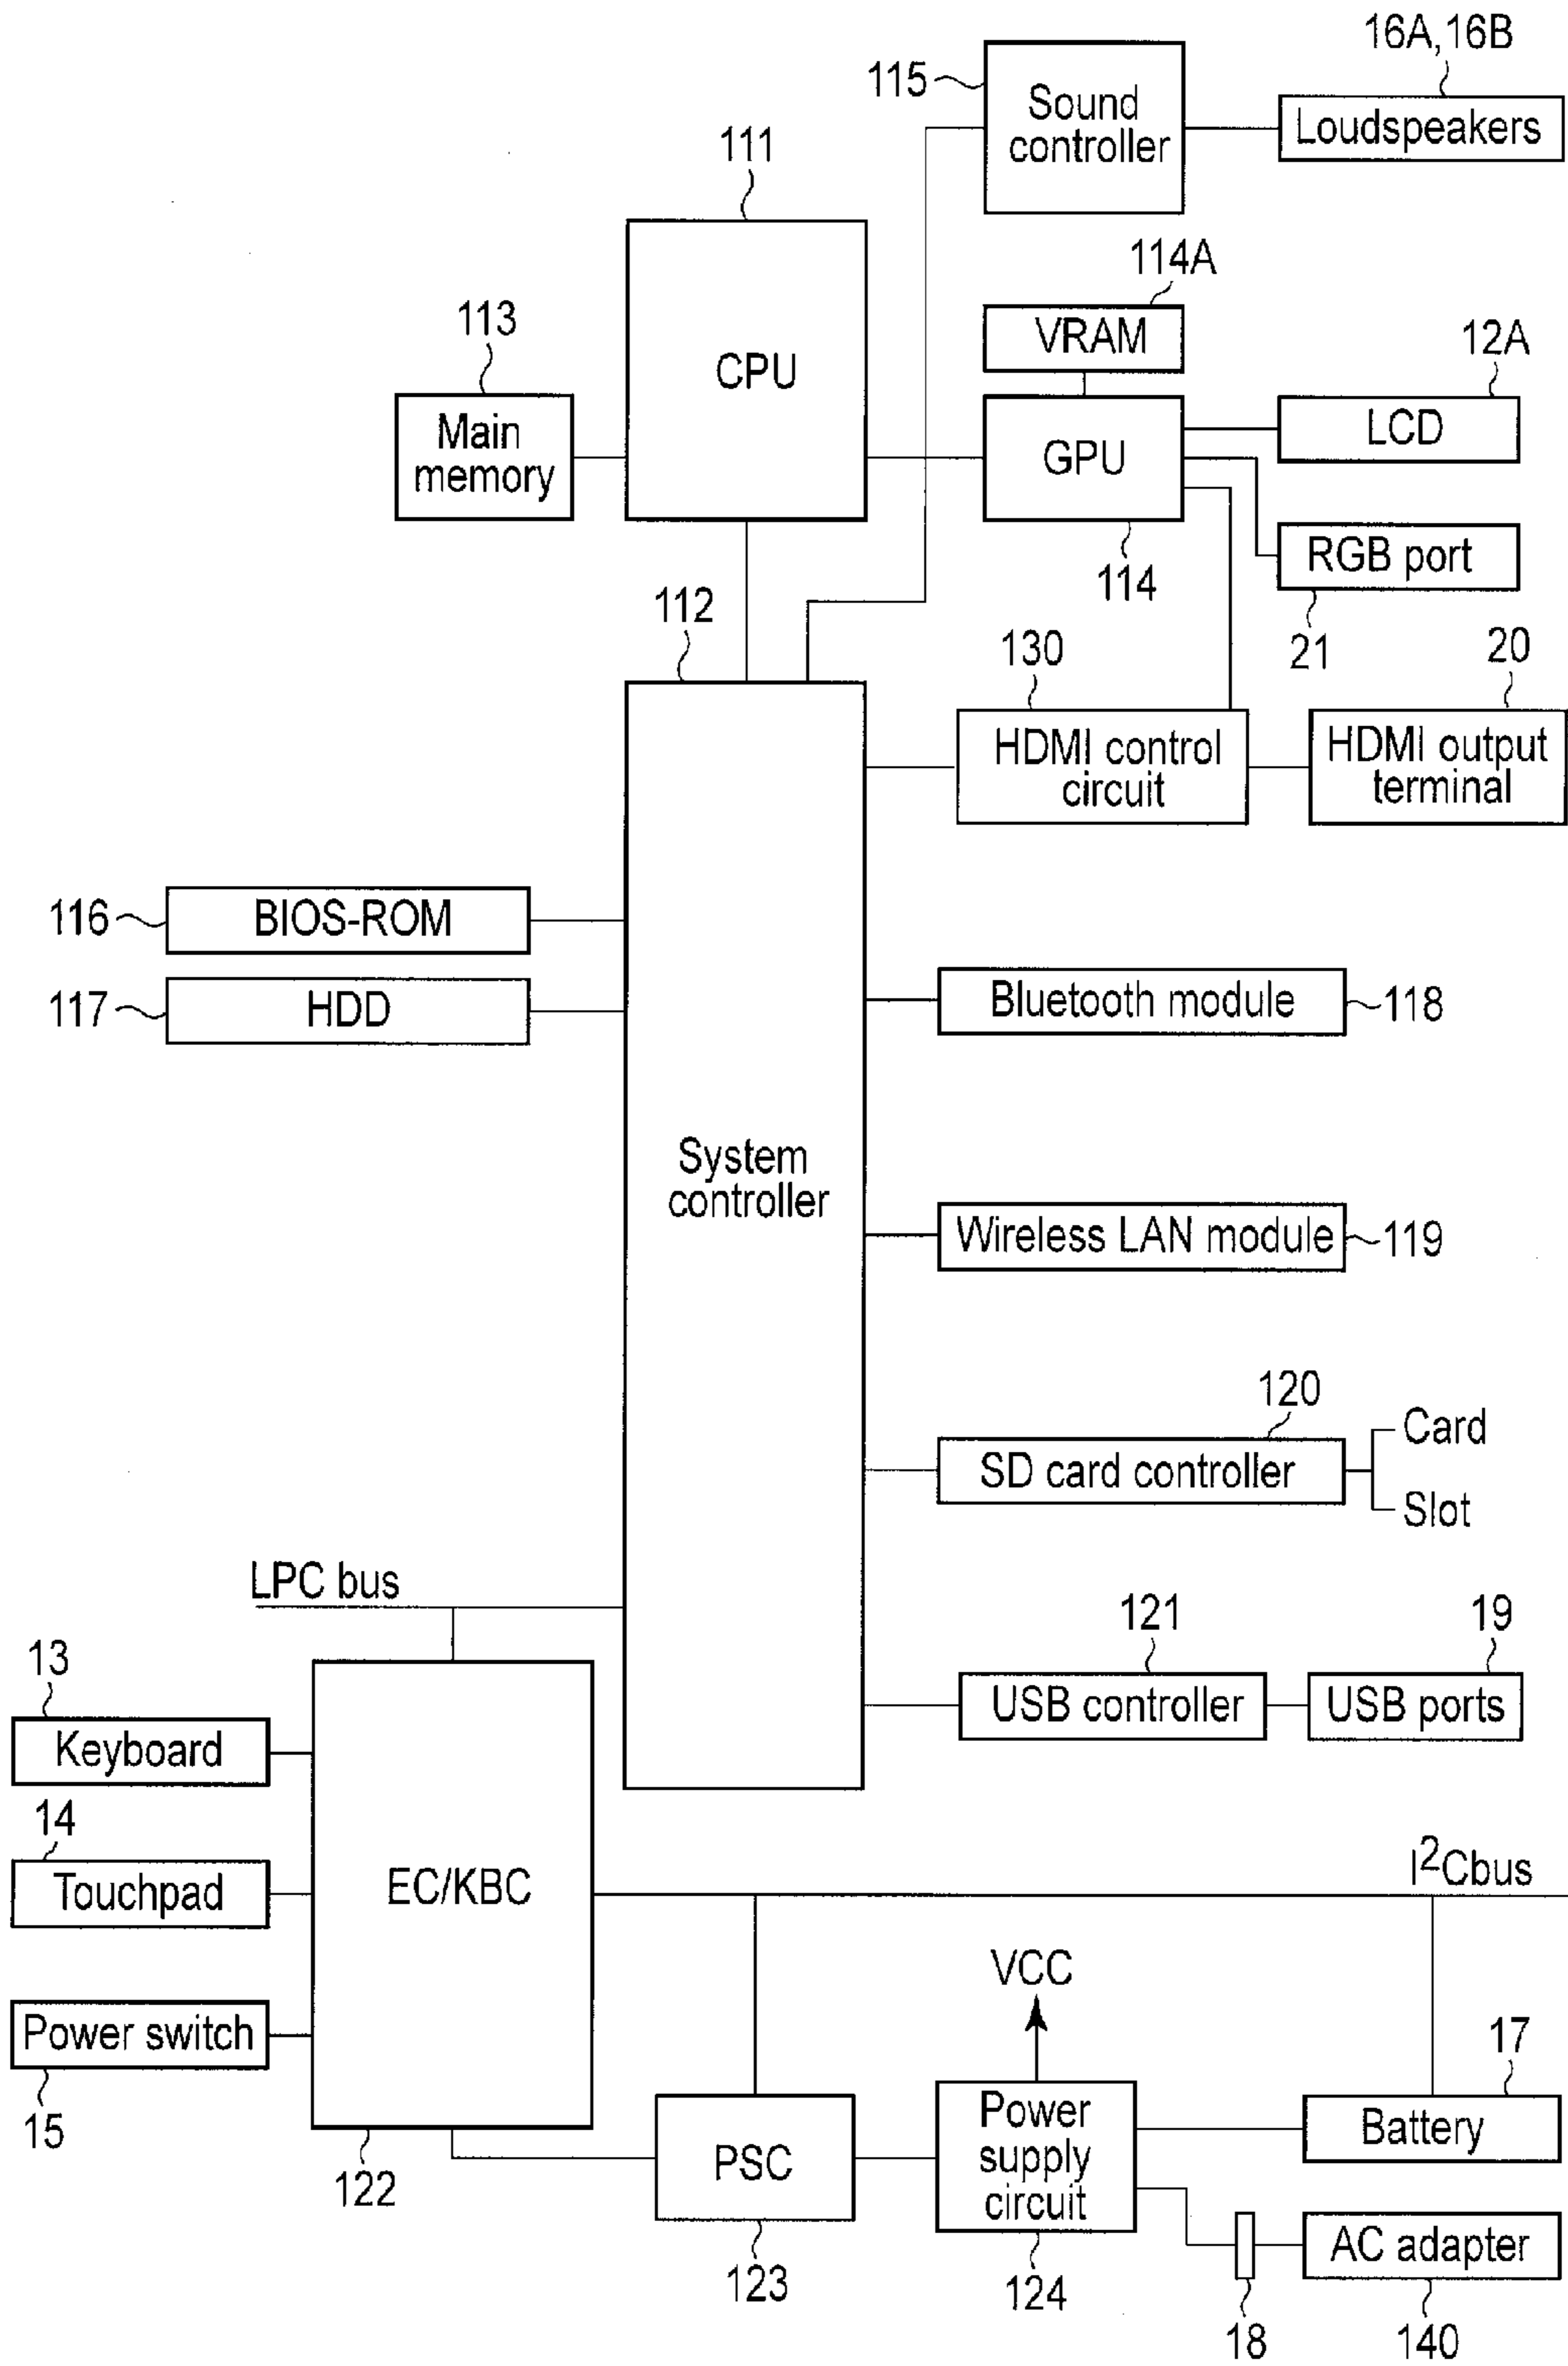 16A,16B
115
Sound
controller
Loudspeakers
111
CPU
114A
VRAM
113
Main
memory
12A
LCD
GPU
114
RGB port
21
112
130
HDMI control
circuit
20
HDMI output
terminal
116
BIOS-ROM
117
HDD
Bluetooth module
118
System
controller
Wireless LAN module
119
120
SD card controller
Card
Slot
LPC bus
121
USB controller
19
USB ports
13
Keyboard
14
Touchpad
EC/KBC
I²Cbus
Power switch
15
122
VCC
PSC
123
Power
supply
circuit
124
17
Battery
18
AC adapter
140